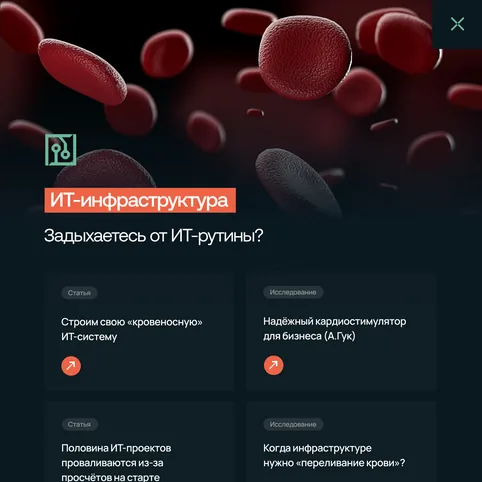 ИТ-инфраструктура
Задыхаетесь от ИТ-рутины?
Статья
Строим свою «кровеносную»
ИТ-систему
Исследование
Надёжный кардиостимулятор
для бизнеса (А.Гук)
Статья
Половина ИТ-проектов
проваливаются из-за
просчётов на старте
Исследование
Когда инфраструктуре
нужно «переливание крови»?